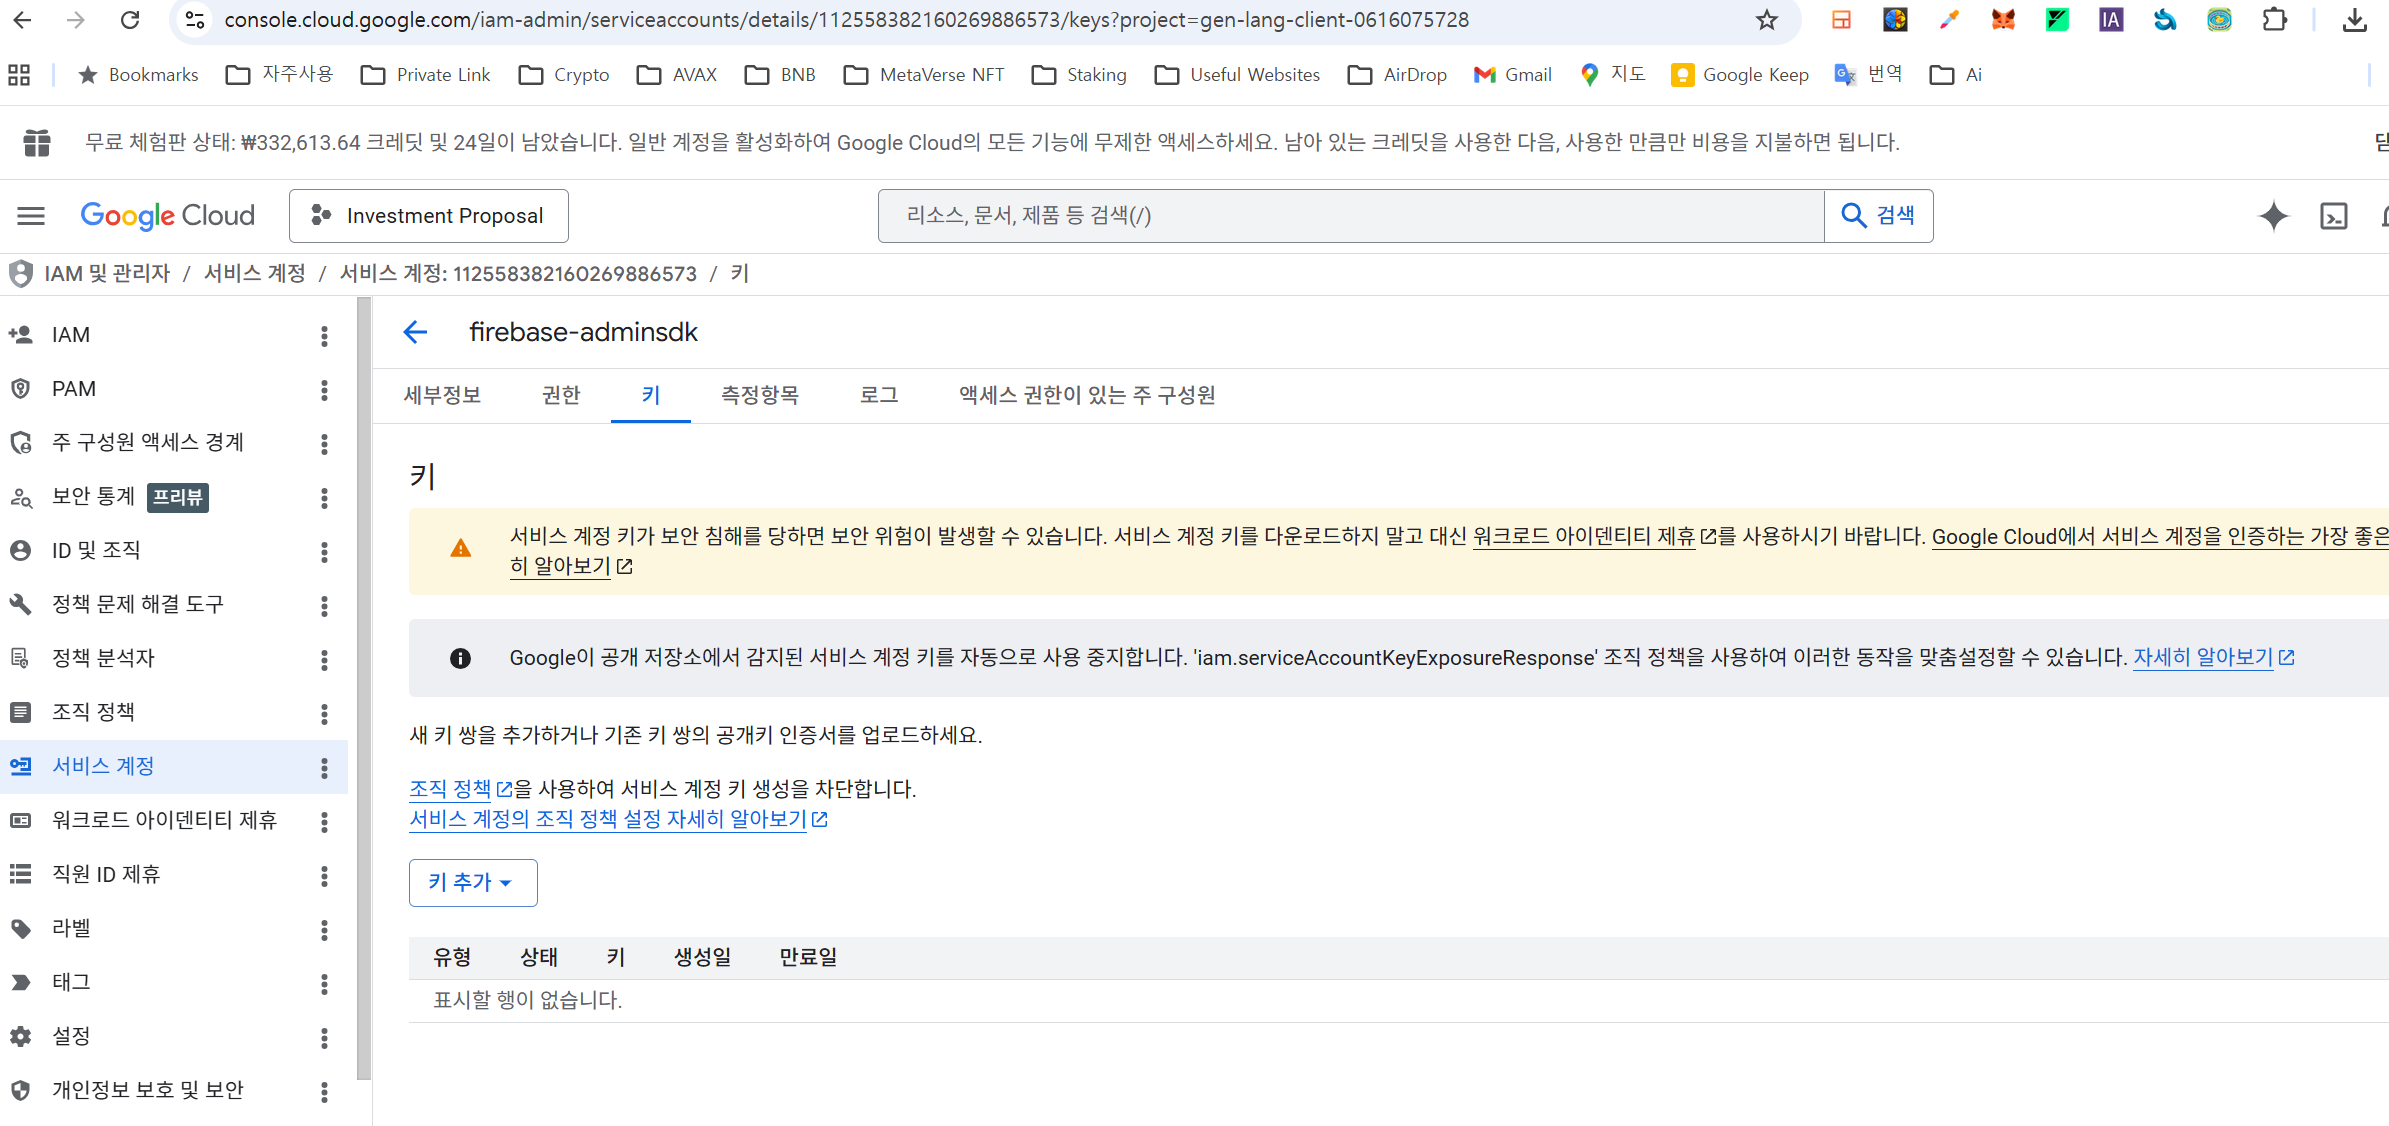 console.cloud.google.com/iam-admin/serviceaccounts/details/112558382160269886573/keys?project=gen-lang-client-0616075728
Bookmarks 자주사용 Private Link Crypto AVAX BNB MetaVerse NFT Staking Useful Websites AirDrop Gmail 지도 Google Keep 번역 Ai
무료 체험판 상태: ₩332,613.64 크레딧 및 24일이 남았습니다. 일반 계정을 활성화하여 Google Cloud의 모든 기능에 무제한 액세스하세요. 남아 있는 크레딧을 사용한 다음, 사용한 만큼만 비용을 지불하면 됩니다.
Google Cloud Investment Proposal 리소스, 문서, 제품 등 검색(/) 검색
IAM 및 관리자 / 서비스 계정 / 서비스 계정: 112558382160269886573 / 키
IAM
PAM
주 구성원 액세스 경계
보안 통계 프리뷰
ID 및 조직
정책 문제 해결 도구
정책 분석자
조직 정책
서비스 계정
워크로드 아이덴티티 제휴
직원 ID 제휴
라벨
태그
설정
개인정보 보호 및 보안
firebase-adminsdk
세부정보 권한 키 측정항목 로그 액세스 권한이 있는 주 구성원
키
서비스 계정 키가 보안 침해를 당하면 보안 위험이 발생할 수 있습니다. 서비스 계정 키를 다운로드하지 말고 대신 워크로드 아이덴티티 제휴를 사용하시기 바랍니다. Google Cloud에서 서비스 계정을 인증하는 가장 좋은
히 알아보기
Google이 공개 저장소에서 감지된 서비스 계정 키를 자동으로 사용 중지합니다. 'iam.serviceAccountKeyExposureResponse' 조직 정책을 사용하여 이러한 동작을 맞춤설정할 수 있습니다. 자세히 알아보기
새 키 쌍을 추가하거나 기존 키 쌍의 공개키 인증서를 업로드하세요.
조직 정책을 사용하여 서비스 계정 키 생성을 차단합니다.
서비스 계정의 조직 정책 설정 자세히 알아보기
키 추가
유형 상태 키 생성일 만료일
표시할 행이 없습니다.